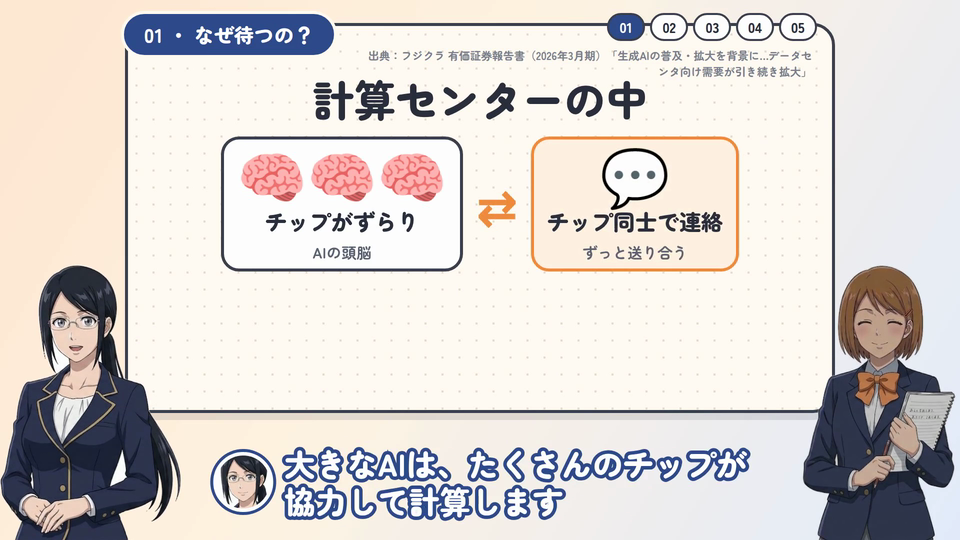 01 ・ なぜ待つの？
01 02 03 04 05
出典：フジクラ 有価証券報告書（2026年3月期）「生成AIの普及・拡大を背景に…データセ
ンタ向け需要が引き続き拡大」
計算センターの中
チップがずらり
AIの頭脳
⇄
チップ同士で連絡
ずっと送り合う
大きなAIは、たくさんのチップが
協力して計算します